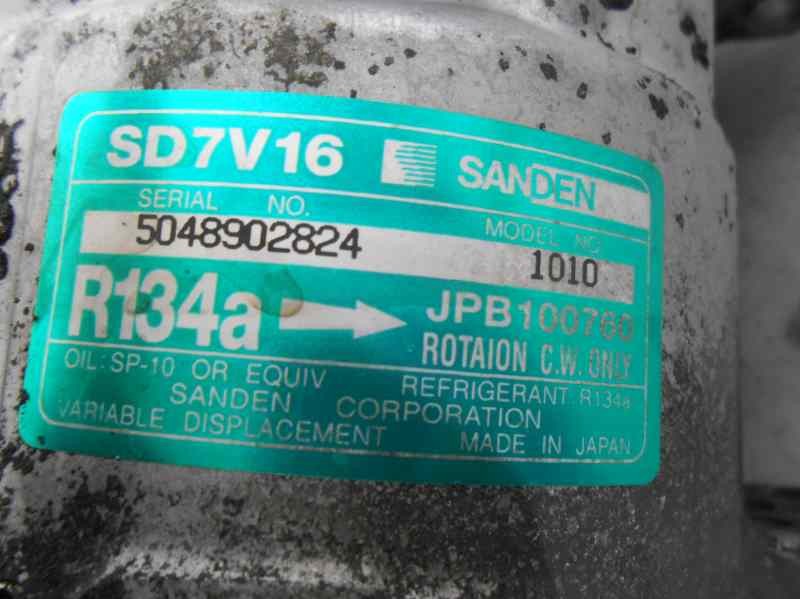 SD7V16 SANDEN
SERIAL NO. MODEL NO.
5048902824 1010
R134a JPB100760
ROTAION C.W. ONLY
OIL: SP-10 OR EQUIV REFRIGERANT R134a
SANDEN CORPORATION
VARIABLE DISPLACEMENT MADE IN JAPAN